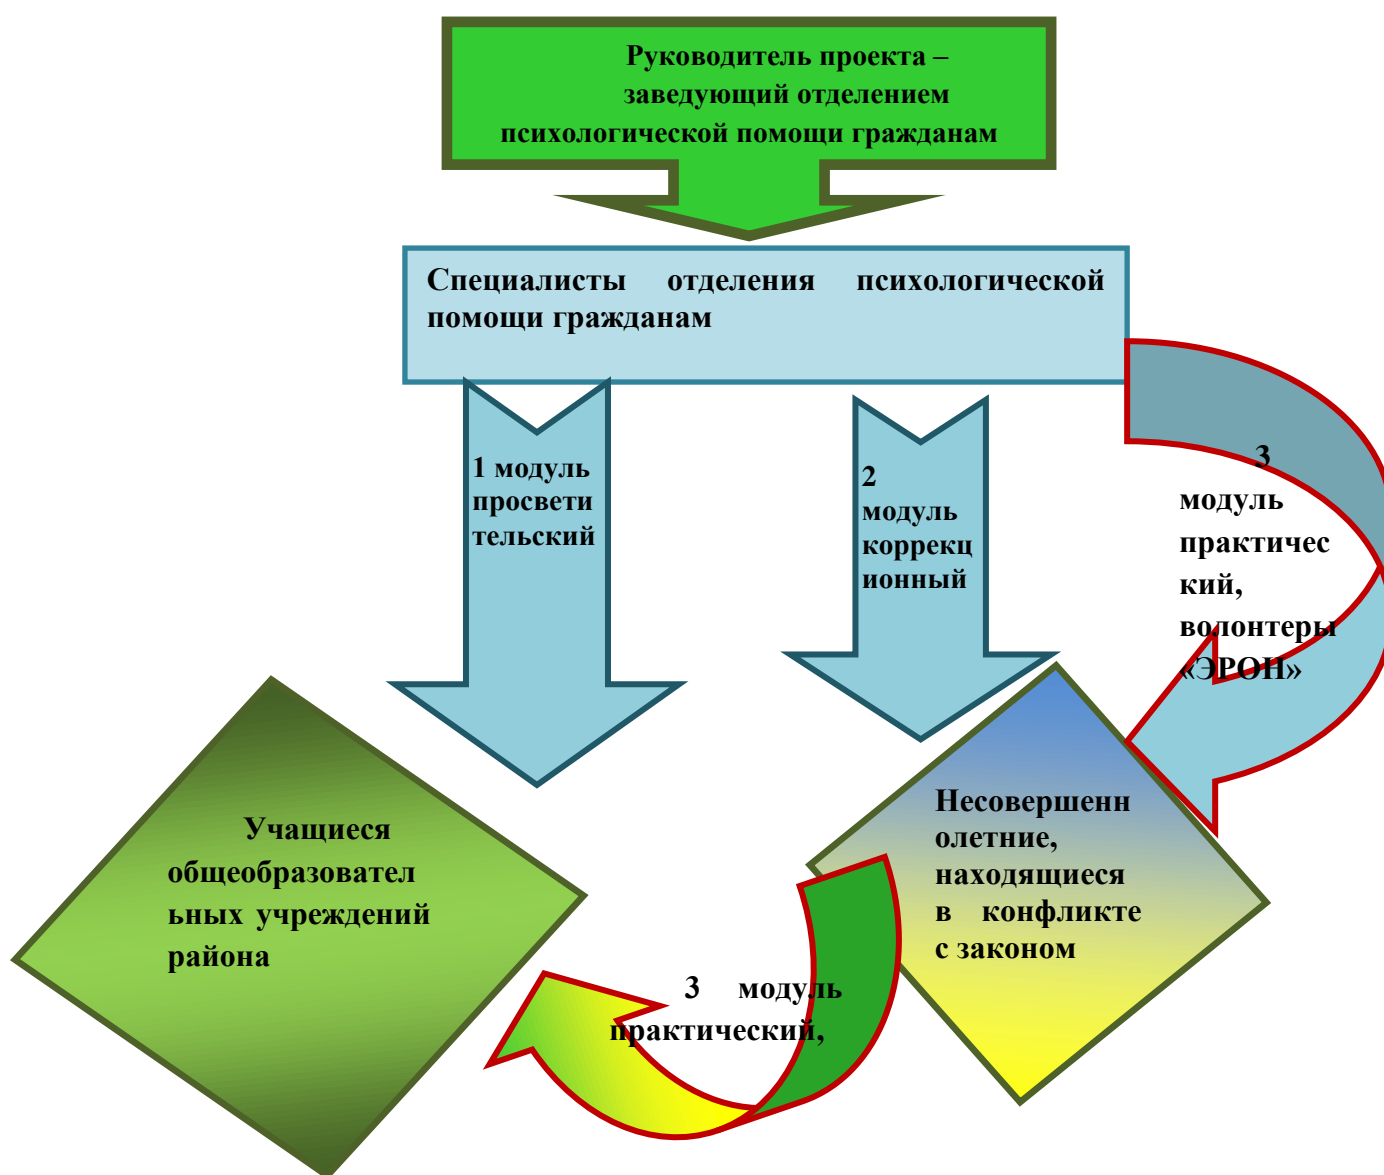 Руководитель проекта –
заведующий отделением
психологической помощи гражданам
Специалисты отделения психологической
помощи гражданам
1 модуль
просвети
тельский
2
модуль
коррекц
ионный
3
модуль
практичес
кий,
волонтеры
«ЭРОН»
Учащиеся
общеобразовател
ьных учреждений
района
Несовершенн
олетние,
находящиеся
в конфликте
с законом
3 модуль
практический,